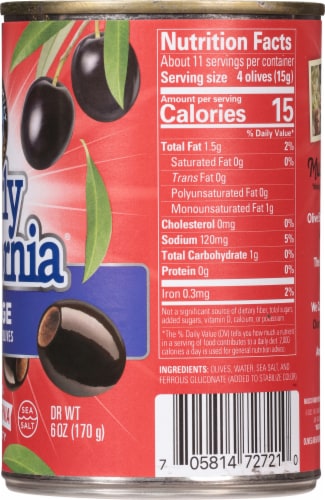 Nutrition Facts
About 11 servings per container
Serving size 4 olives (15g)
Amount per serving
Calories 15
% Daily Value*
Total Fat 1.5g 2%
Saturated Fat 0g 0%
Trans Fat 0g
Polyunsaturated Fat 0g
Monounsaturated Fat 1g
Cholesterol 0mg 0%
Sodium 120mg 5%
Total Carbohydrate 1g 0%
Protein 0g 0%
Iron 0.3mg 2%
Not a significant source of dietary fiber, total sugars,
added sugars, vitamin D, calcium, or potassium.
*The % Daily Value (DV) tells you how much a nutrient
in a serving of food contributes to a daily diet. 2,000
calories a day is used for general nutrition advice.
INGREDIENTS: OLIVES, WATER, SEA SALT, AND
FERROUS GLUCONATE (ADDED TO STABILIZE COLOR).
7 05814 72721 0
ly
rnia®
GE
OLIVES
SEA
SALT
DR WT
6 OZ (170 g)